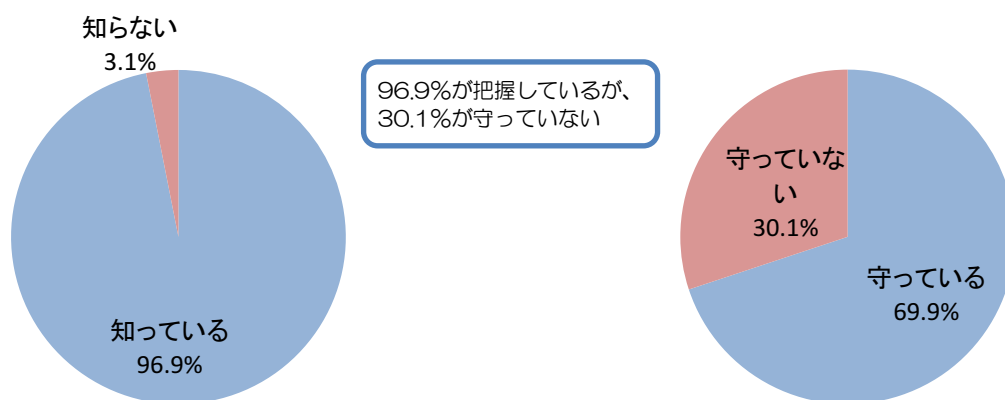 知らない
3.1%
96.9％が把握しているが、
30.1％が守っていない
守っていな
い
30.1%
守っている
69.9%
知っている
96.9%